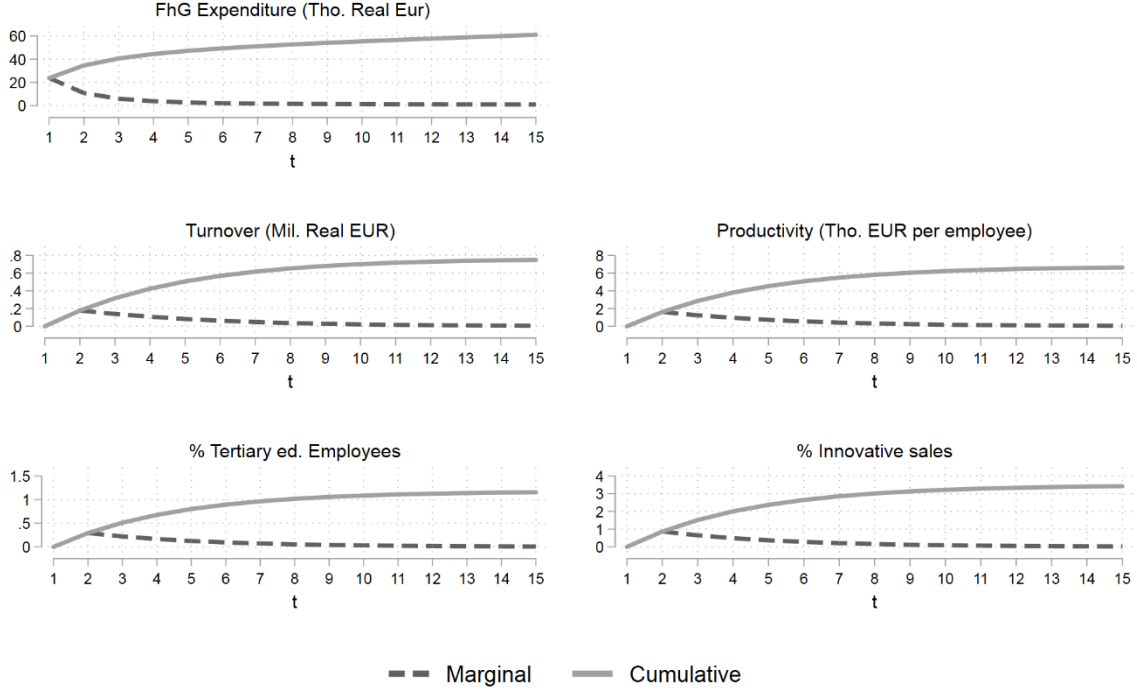 FhG Expenditure (Tho. Real Eur)
60
40
20
0
1 2 3 4 5 6 7 8 9 10 11 12 13 14 15
t
Turnover (Mil. Real EUR)
.8
.6
.4
.2
0
1 2 3 4 5 6 7 8 9 10 11 12 13 14 15
t
Productivity (Tho. EUR per employee)
8
6
4
2
0
1 2 3 4 5 6 7 8 9 10 11 12 13 14 15
t
% Tertiary ed. Employees
1.5
1
.5
0
1 2 3 4 5 6 7 8 9 10 11 12 13 14 15
t
% Innovative sales
4
3
2
1
0
1 2 3 4 5 6 7 8 9 10 11 12 13 14 15
t
Marginal Cumulative